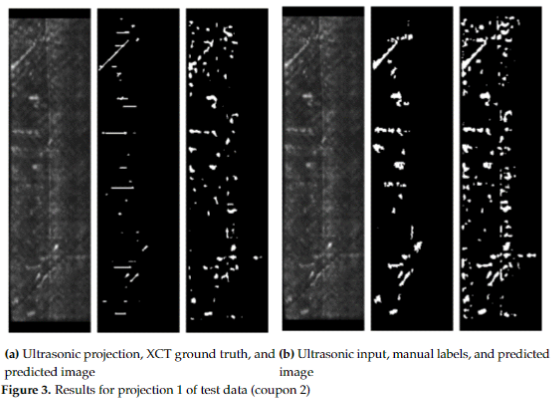 (a) Ultrasonic projection, XCT ground truth, and
predicted image
(b) Ultrasonic input, manual labels, and predicted
image
Figure 3. Results for projection 1 of test data (coupon 2)